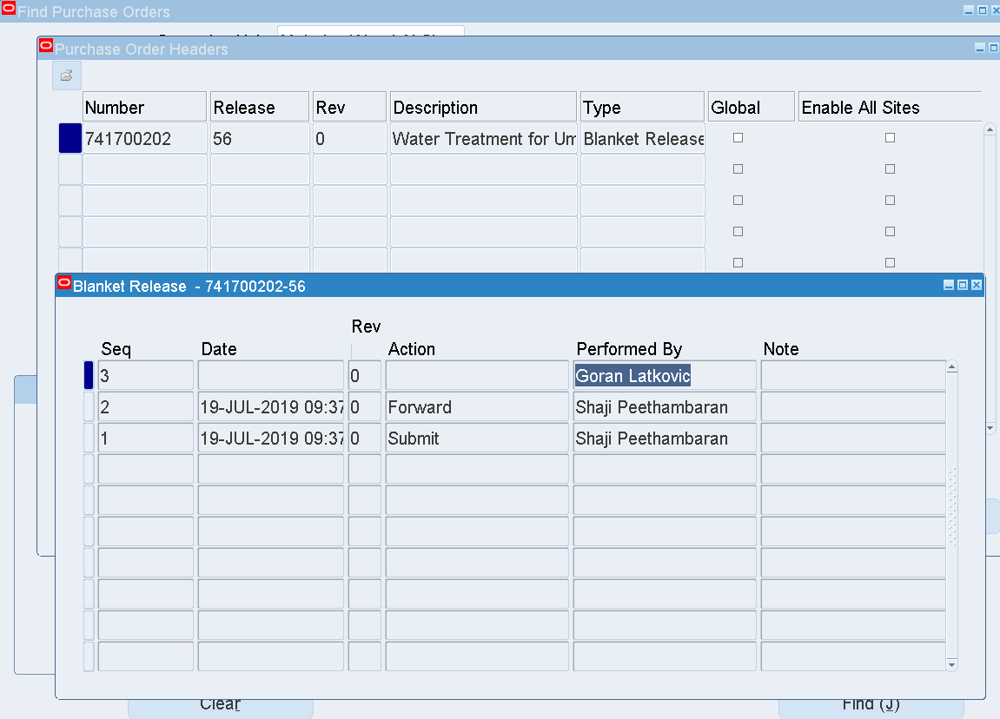 Find Purchase Orders
Purchase Order Headers
Number Release Rev Description Type Global Enable All Sites
741700202 56 0 Water Treatment for Um Blanket Release
Blanket Release - 741700202-56
Rev
Seq Date Action Performed By Note
3 0 Goran Latkovic
2 19-JUL-2019 09:37 0 Forward Shaji Peethambaran
1 19-JUL-2019 09:37 0 Submit Shaji Peethambaran
Clear Find (J)